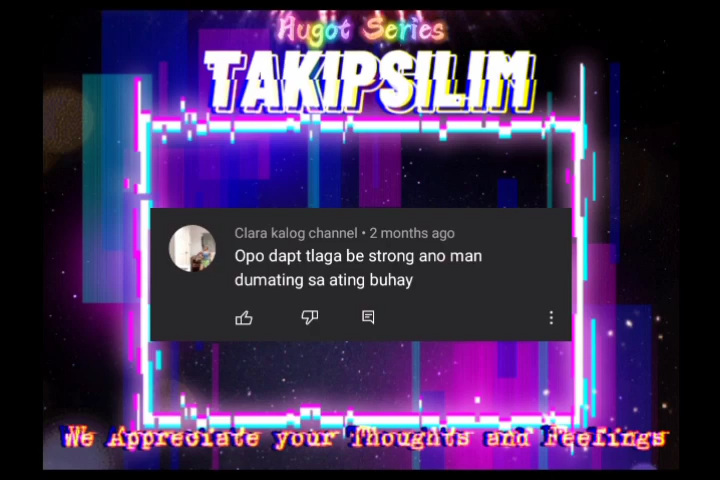 Hugot Series
TAKIPSILIM
Clara kalog channel • 2 months ago
Opo dapt tlaga be strong ano man
dumating sa ating buhay
We Appreciate your Thoughts and Feelings